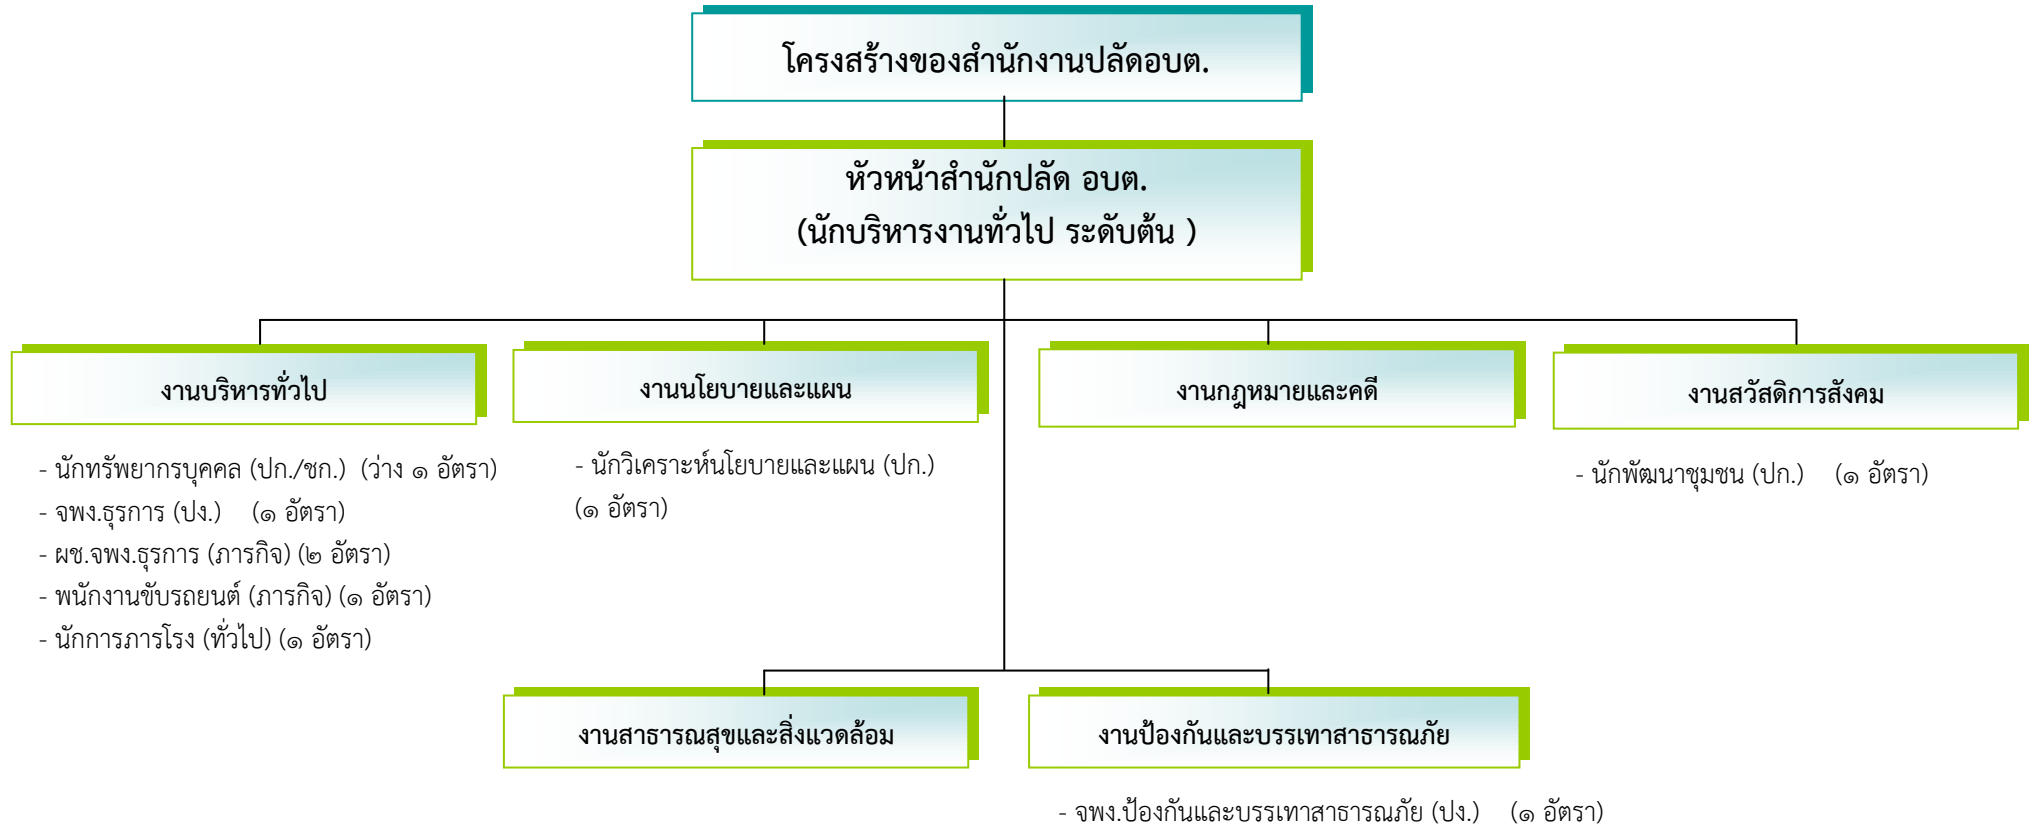 โครงสร้างของสำนักงานปลัดอบต.
หัวหน้าสำนักปลัด อบต.
(นักบริหารงานทั่วไป ระดับต้น )
งานบริหารทั่วไป
- นักทรัพยากรบุคคล (ปก./ชก.) (ว่าง ๑ อัตรา)
- จพง.ธุรการ (ปง.) (๑ อัตรา)
- ผช.จพง.ธุรการ (ภารกิจ) (๒ อัตรา)
- พนักงานขับรถยนต์ (ภารกิจ) (๑ อัตรา)
- นักการภารโรง (ทั่วไป) (๑ อัตรา)
งานนโยบายและแผน
- นักวิเคราะห์นโยบายและแผน (ปก.)
(๑ อัตรา)
งานกฎหมายและคดี
งานสวัสดิการสังคม
- นักพัฒนาชุมชน (ปก.) (๑ อัตรา)
งานสาธารณสุขและสิ่งแวดล้อม
งานป้องกันและบรรเทาสาธารณภัย
- จพง.ป้องกันและบรรเทาสาธารณภัย (ปง.) (๑ อัตรา)